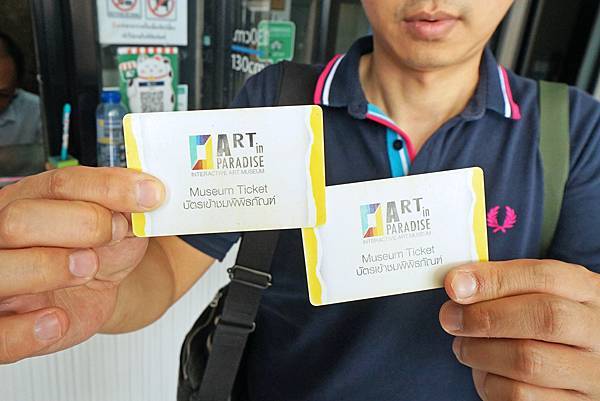 130cm
130cm
ART in
PARADISE
INTERACTIVE ART MUSEUM
Museum Ticket
บัตรเข้าชมพิพิธภัณฑ์
ART in
PARADISE
INTERACTIVE ART MUSEUM
Museum Ticket
บัตรเข้าชมพิพิธภัณฑ์